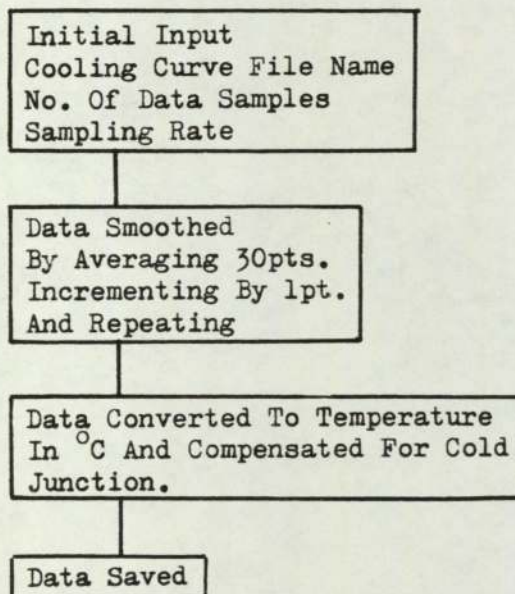 Initial Input
Cooling Curve File Name
No. Of Data Samples
Sampling Rate
Data Smoothed
By Averaging 30pts.
Incrementing By 1pt.
And Repeating
Data Converted To Temperature
In °C And Compensated For Cold
Junction.
Data Saved